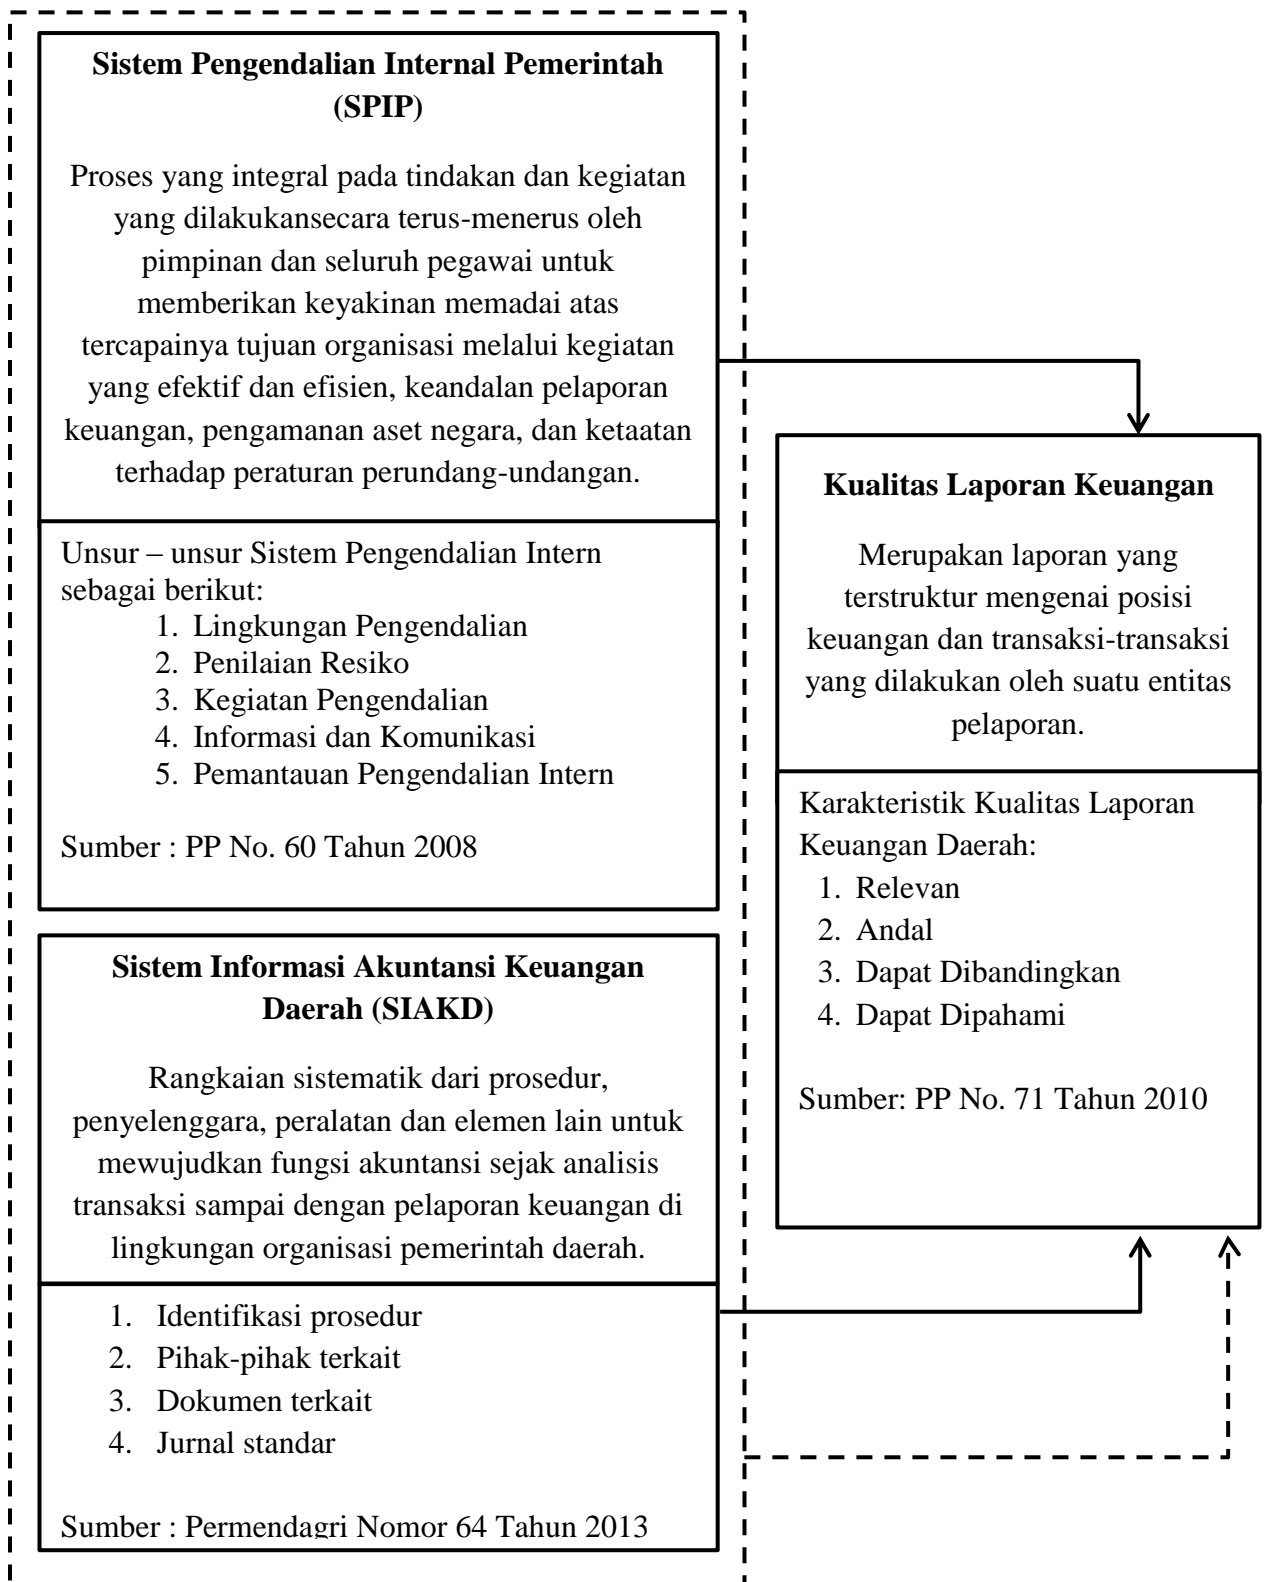 Sistem Pengendalian Internal Pemerintah
(SPIP)
Proses yang integral pada tindakan dan kegiatan
yang dilakukansecara terus-menerus oleh
pimpinan dan seluruh pegawai untuk
memberikan keyakinan memadai atas
tercapainya tujuan organisasi melalui kegiatan
yang efektif dan efisien, keandalan pelaporan
keuangan, pengamanan aset negara, dan ketaatan
terhadap peraturan perundang-undangan.
Unsur – unsur Sistem Pengendalian Intern
sebagai berikut:
1. Lingkungan Pengendalian
2. Penilaian Resiko
3. Kegiatan Pengendalian
4. Informasi dan Komunikasi
5. Pemantauan Pengendalian Intern
Sumber : PP No. 60 Tahun 2008
Sistem Informasi Akuntansi Keuangan
Daerah (SIAKD)
Rangkaian sistematik dari prosedur,
penyelenggara, peralatan dan elemen lain untuk
mewujudkan fungsi akuntansi sejak analisis
transaksi sampai dengan pelaporan keuangan di
lingkungan organisasi pemerintah daerah.
1. Identifikasi prosedur
2. Pihak-pihak terkait
3. Dokumen terkait
4. Jurnal standar
Sumber : Permendagri Nomor 64 Tahun 2013
Kualitas Laporan Keuangan
Merupakan laporan yang
terstruktur mengenai posisi
keuangan dan transaksi-transaksi
yang dilakukan oleh suatu entitas
pelaporan.
Karakteristik Kualitas Laporan
Keuangan Daerah:
1. Relevan
2. Andal
3. Dapat Dibandingkan
4. Dapat Dipahami
Sumber: PP No. 71 Tahun 2010